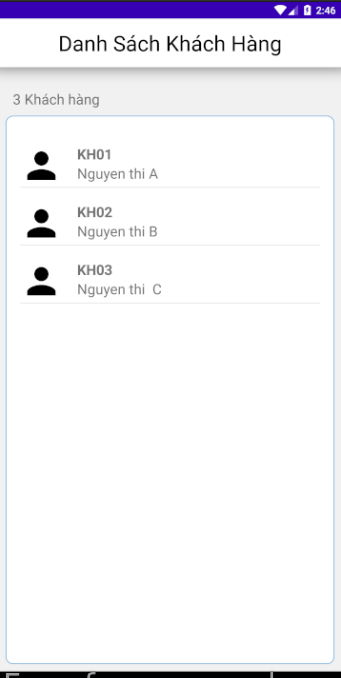 2:46
Danh Sách Khách Hàng
3 Khách hàng
KH01
Nguyen thi A
KH02
Nguyen thi B
KH03
Nguyen thi  C